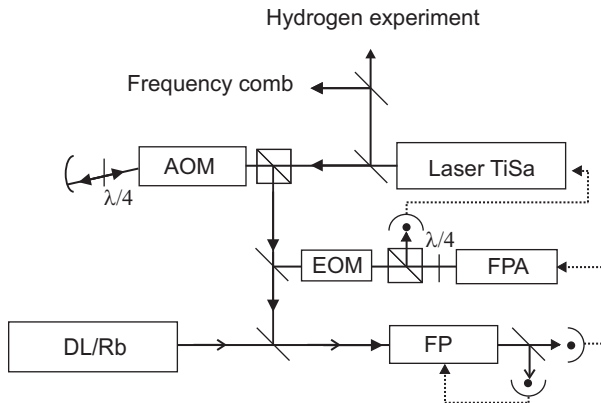 Hydrogen experiment
Frequency comb
AOM
Laser TiSa
λ/4
λ/4
EOM
FPA
DL/Rb
FP